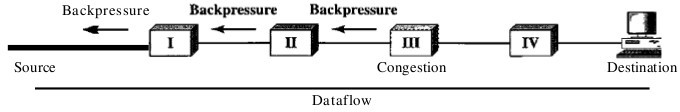 Backpressure Backpressure Backpressure
I II III IV
Source Congestion Destination
Dataflow